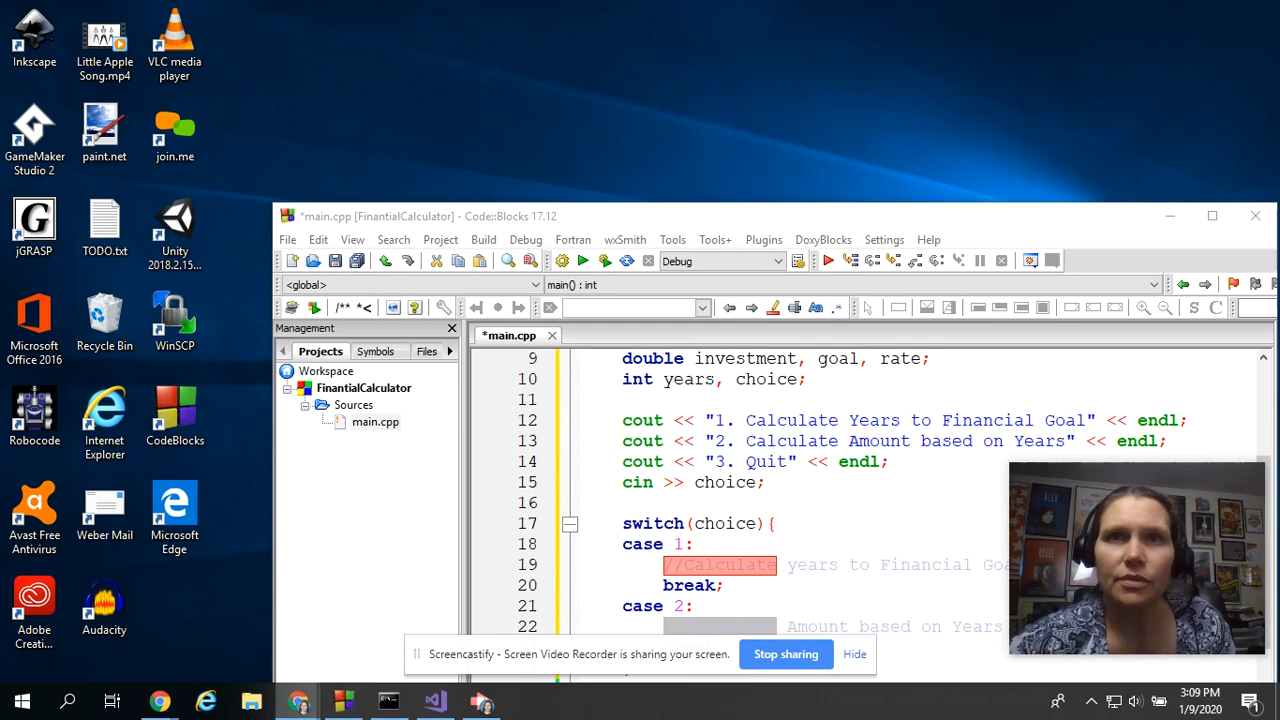 Inkscape
Little Apple Song.mp4
VLC media player
GameMaker Studio 2
paint.net
join.me
jGRASP
TODO.txt
Unity 2018.2.15...
Microsoft Office 2016
Recycle Bin
WinSCP
Robocode
Internet Explorer
CodeBlocks
Avast Free Antivirus
Weber Mail
Microsoft Edge
Adobe Creati...
Audacity
*main.cpp [FinantialCalculator] - Code::Blocks 17.12
File Edit View Search Project Build Debug Fortran wxSmith Tools Tools+ Plugins DoxyBlocks Settings Help
Debug
<global> main() : int
/** *<
S C
Management
Projects Symbols Files
*main.cpp
Workspace
FinantialCalculator
Sources
main.cpp
9 double investment, goal, rate;
10 int years, choice;
11
12 cout << "1. Calculate Years to Financial Goal" << endl;
13 cout << "2. Calculate Amount based on Years" << endl;
14 cout << "3. Quit" << endl;
15 cin >> choice;
16
17 switch(choice){
18 case 1:
19 //Calculate years to Financial Goa
20 break;
21 case 2:
22 Amount based on Years
Screencastify - Screen Video Recorder is sharing your screen. Stop sharing Hide
3:09 PM
1/9/2020
1